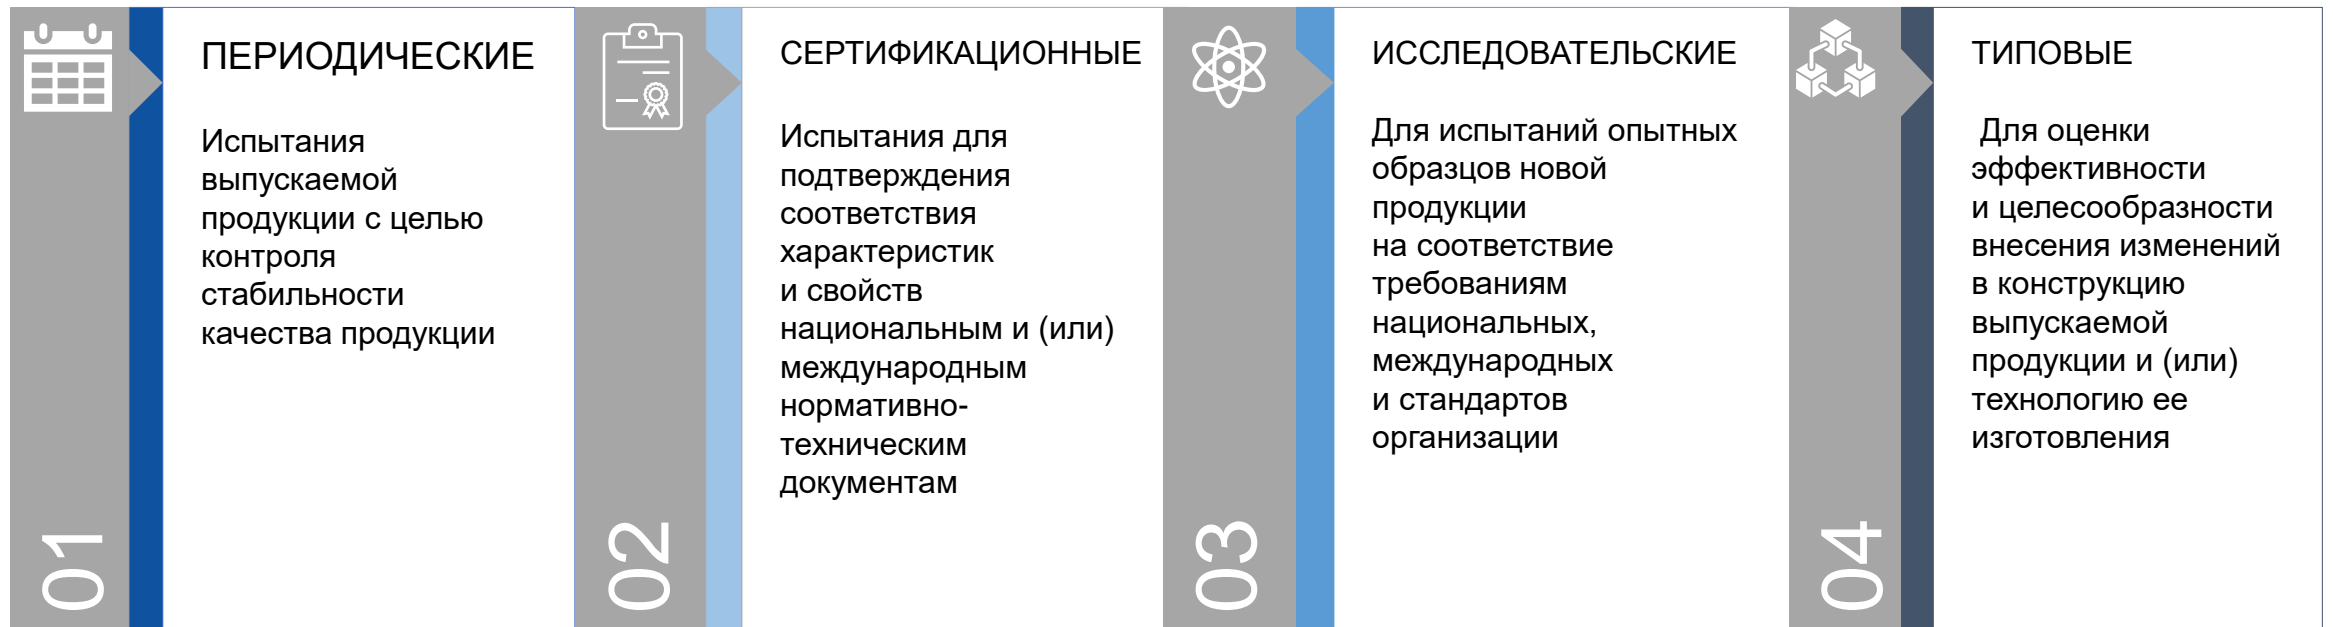 01
ПЕРИОДИЧЕСКИЕ
Испытания
выпускаемой
продукции с целью
контроля
стабильности
качества продукции
02
СЕРТИФИКАЦИОННЫЕ
Испытания для
подтверждения
соответствия
характеристик
и свойств
национальным и (или)
международным
нормативно-
техническим
документам
03
ИССЛЕДОВАТЕЛЬСКИЕ
Для испытаний опытных
образцов новой
продукции
на соответствие
требованиям
национальных,
международных
и стандартов
организации
04
ТИПОВЫЕ
Для оценки
эффективности
и целесообразности
внесения изменений
в конструкцию
выпускаемой
продукции и (или)
технологию ее
изготовления